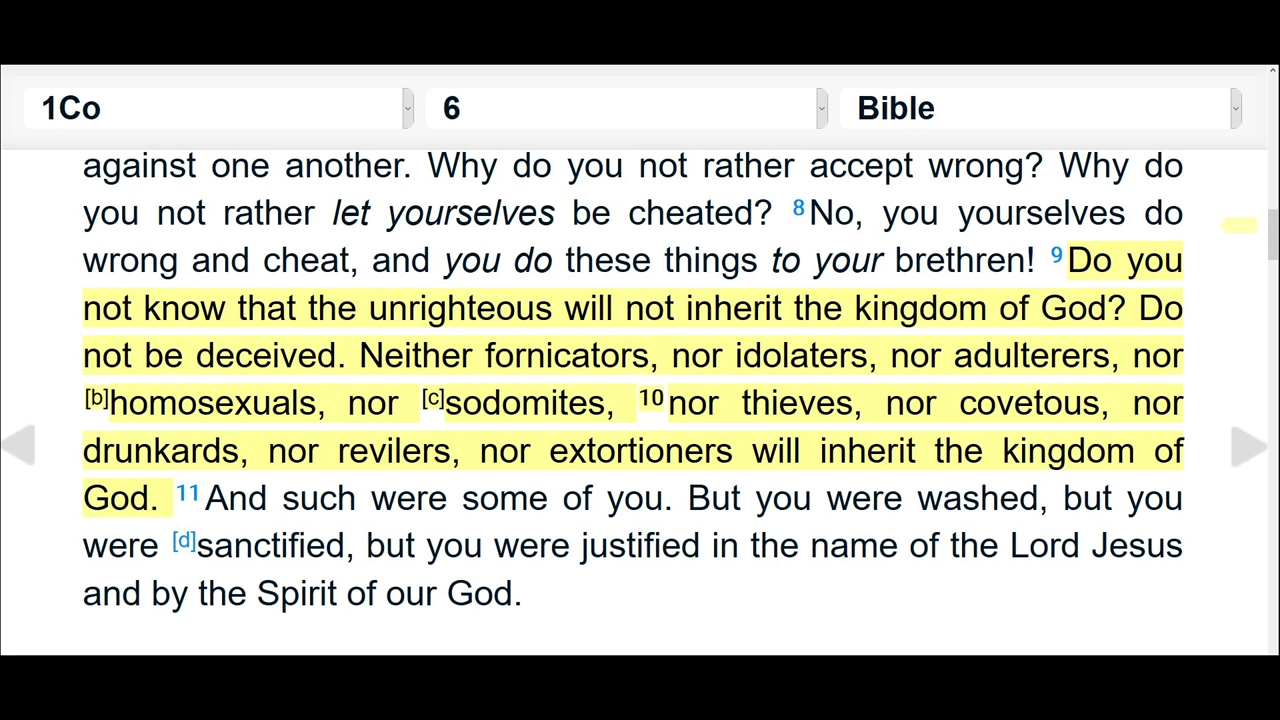 1Co 6 Bible
against one another. Why do you not rather accept wrong? Why do
you not rather let yourselves be cheated? 8 No, you yourselves do
wrong and cheat, and you do these things to your brethren! 9 Do you
not know that the unrighteous will not inherit the kingdom of God? Do
not be deceived. Neither fornicators, nor idolaters, nor adulterers, nor
[b]homosexuals, nor [c]sodomites, 10 nor thieves, nor covetous, nor
drunkards, nor revilers, nor extortioners will inherit the kingdom of
God. 11 And such were some of you. But you were washed, but you
were [d]sanctified, but you were justified in the name of the Lord Jesus
and by the Spirit of our God.